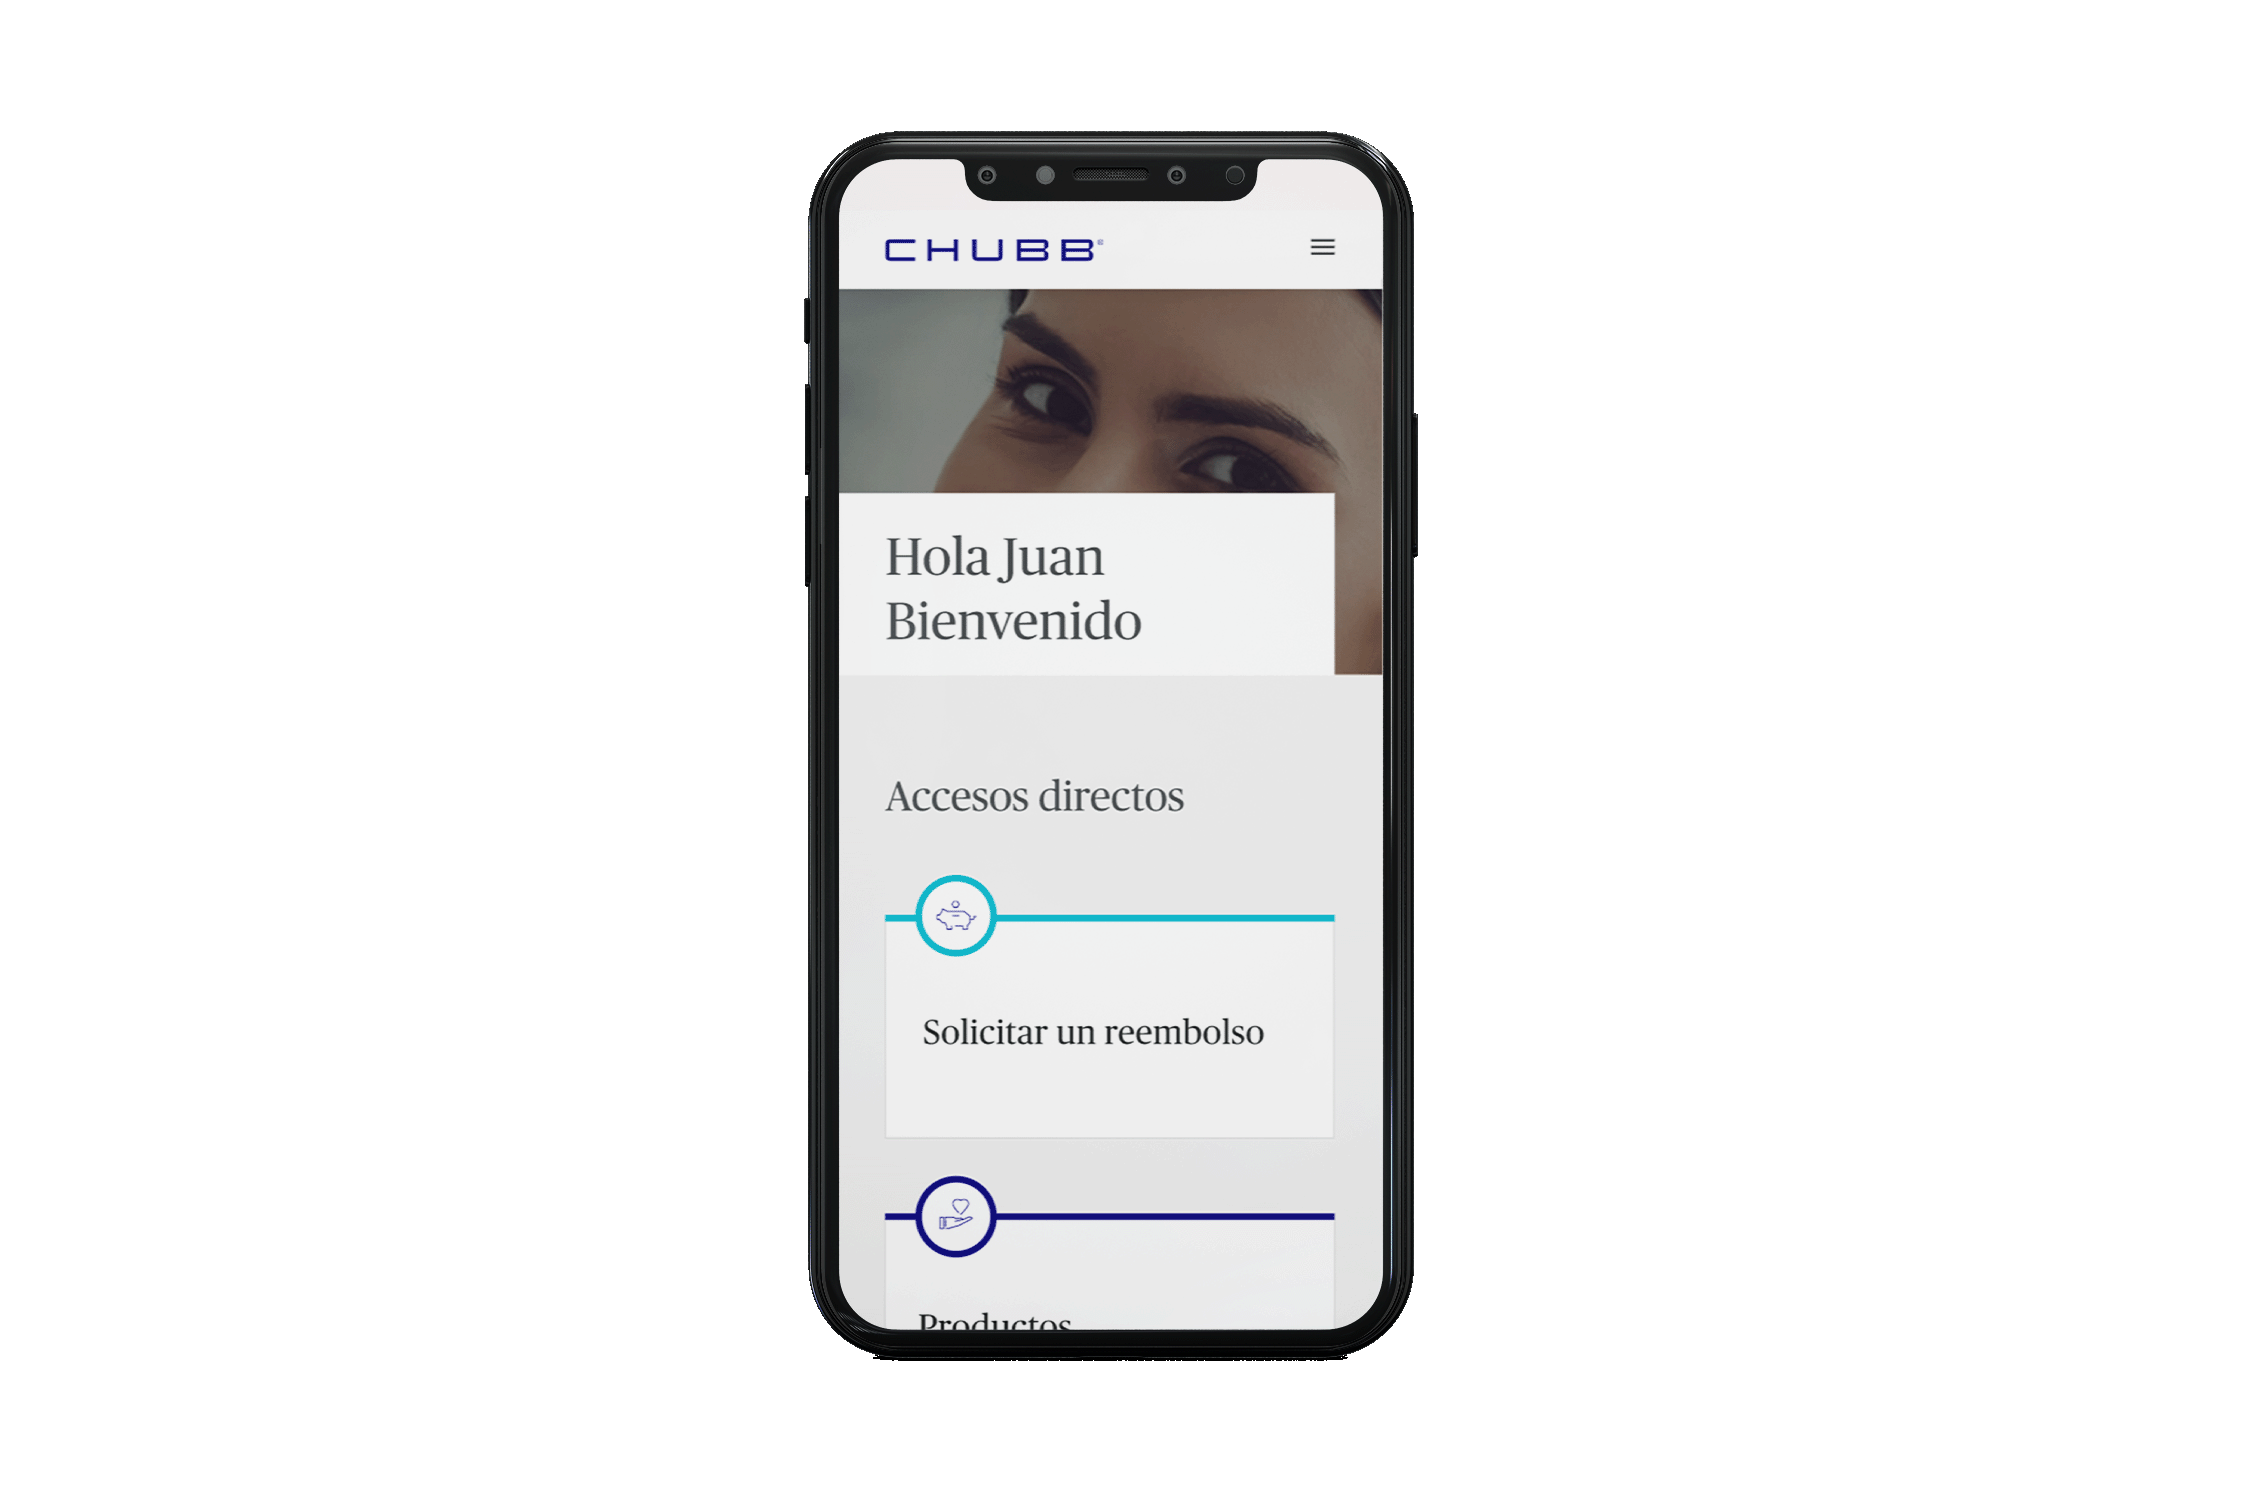 CHUBB
Hola Juan
Bienvenido
Accesos directos
Solicitar un reembolso
Productos